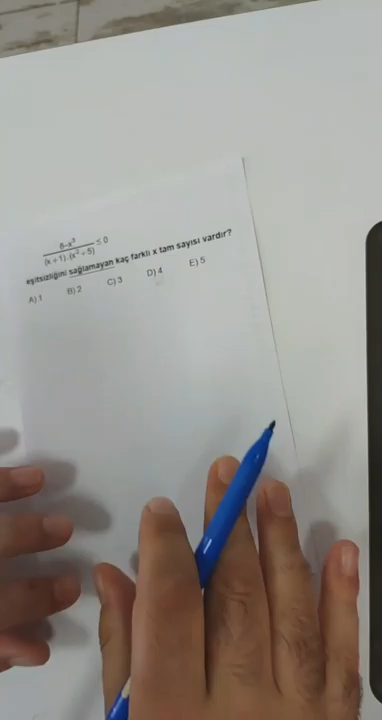 8-x³
(x+1).(x²+5) ≤ 0
eşitsizliğini sağlamayan kaç farklı x tam sayısı vardır?
A) 1 B) 2 C) 3 D) 4 E) 5